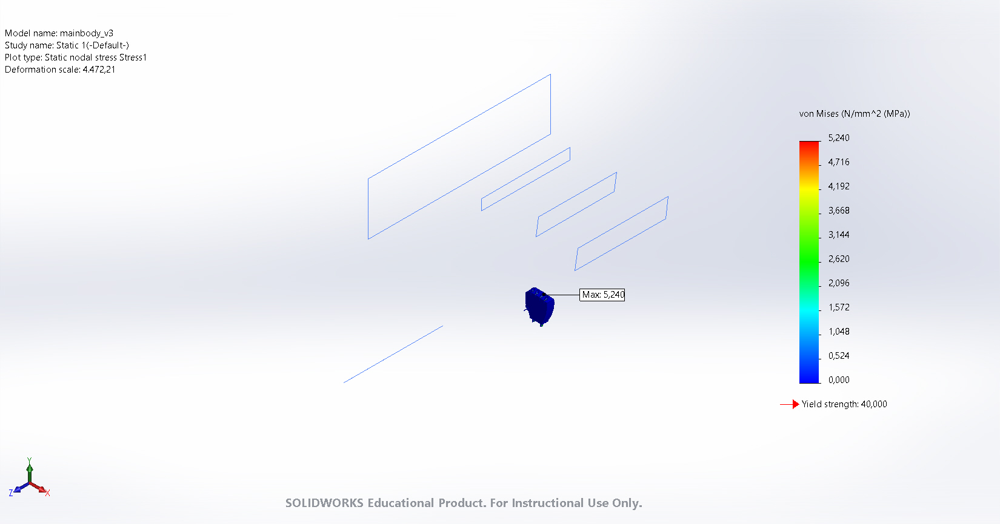 Model name: mainbody_v3
Study name: Static 1(-Default-)
Plot type: Static nodal stress Stress1
Deformation scale: 4.472,21
von Mises (N/mm^2 (MPa))
5,240
4,716
4,192
3,668
3,144
2,620
2,096
1,572
1,048
0,524
0,000
Yield strength: 40,000
Max: 5,240
Y
Z
X
SOLIDWORKS Educational Product. For Instructional Use Only.